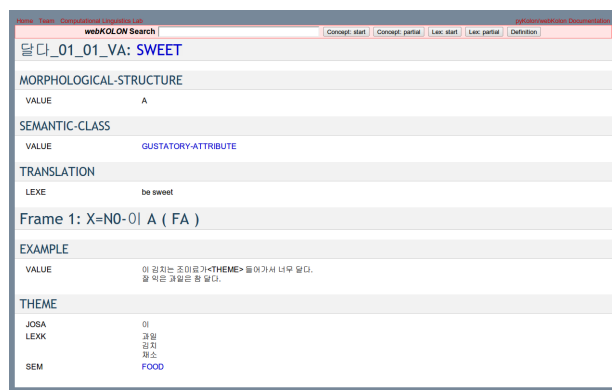 Home Team Computational Linguistics Lab pyKolon webKolon Documentation
webKOLON Search Concept: start Concept: partial Lex: start Lex: partial Definition
달다_01_01_VA: SWEET
MORPHOLOGICAL-STRUCTURE
VALUE A
SEMANTIC-CLASS
VALUE GUSTATORY-ATTRIBUTE
TRANSLATION
LEXE be sweet
Frame 1: X=N0-이 A ( FA )
EXAMPLE
VALUE 이 김치는 조미료가<THEME> 들어가서 너무 달다.
잘 익은 과일은 참 달다.
THEME
JOSA 이
LEXK 과일
김치
채소
SEM FOOD